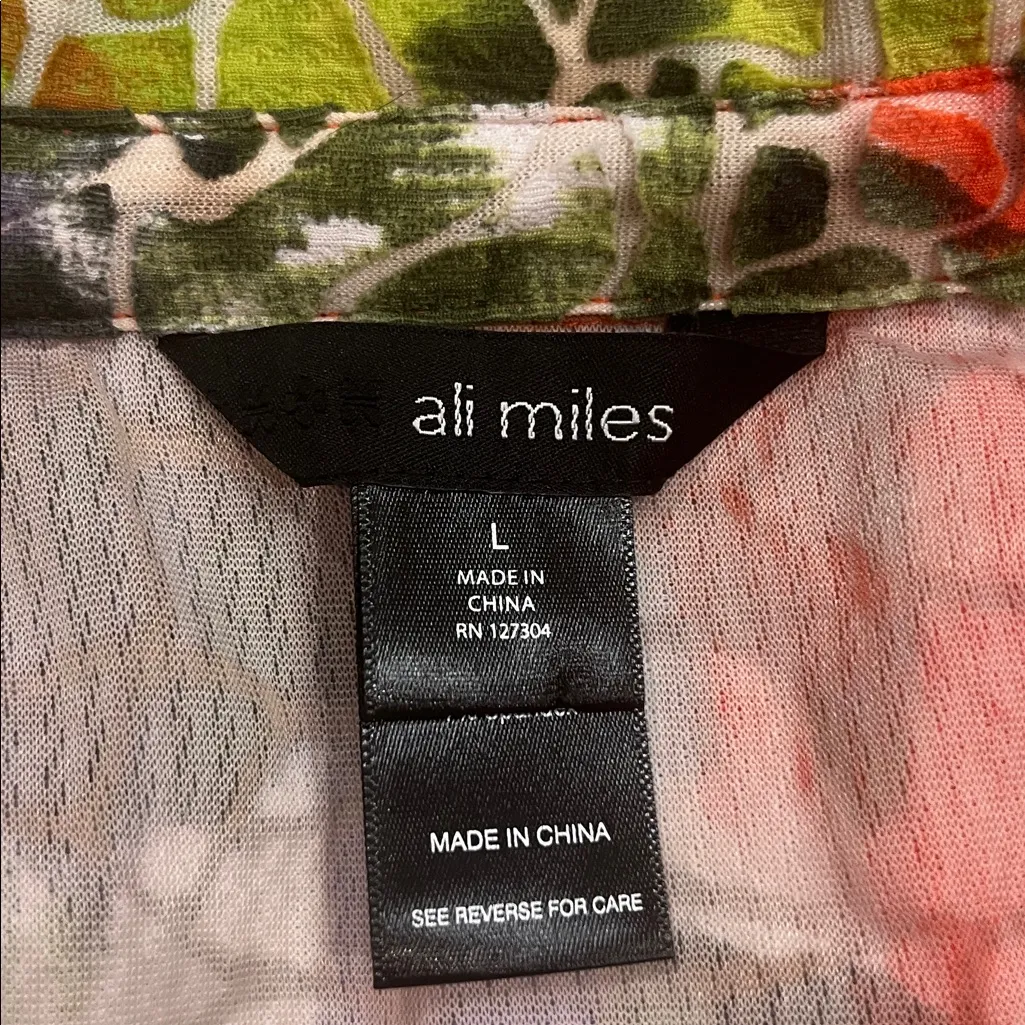 ali miles
L
MADE IN
CHINA
RN 127304
MADE IN CHINA
SEE REVERSE FOR CARE